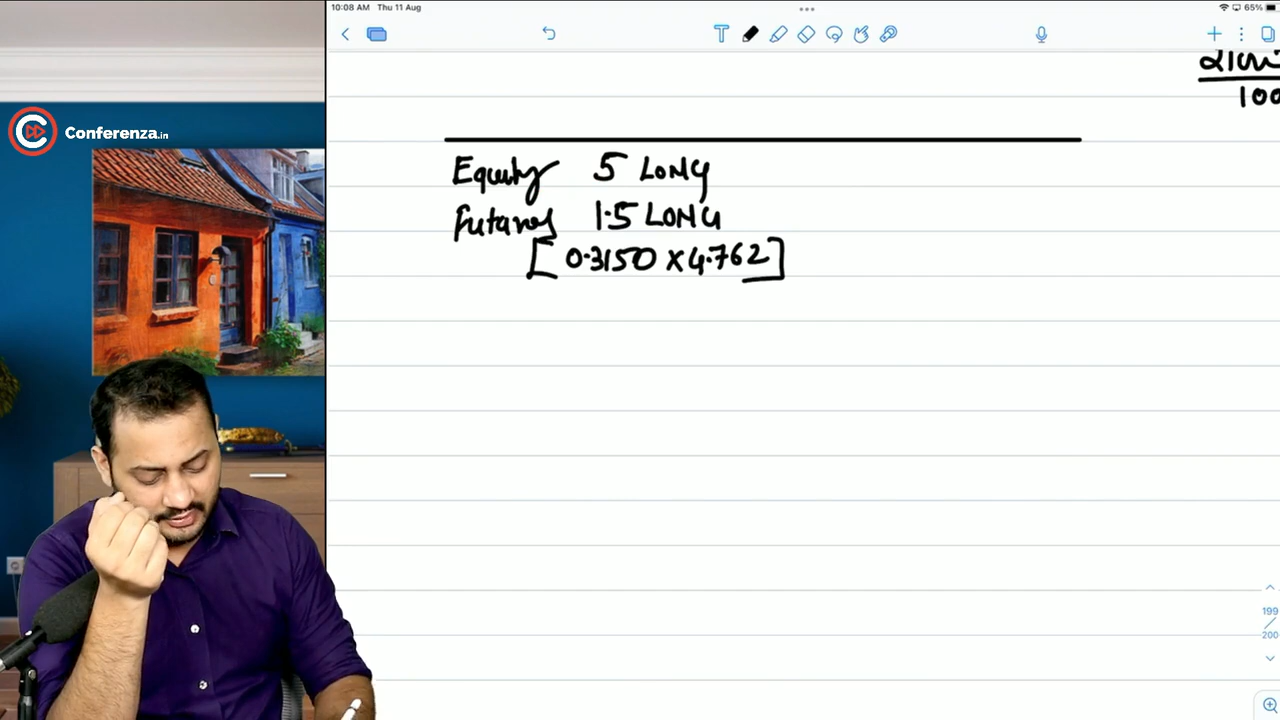 10:08 AM Thu 11 Aug
65%
Conferenza.in
100
Equity 5 LONG
Futures 1.5 LONG
[0.3150 x 4.762]
199
200